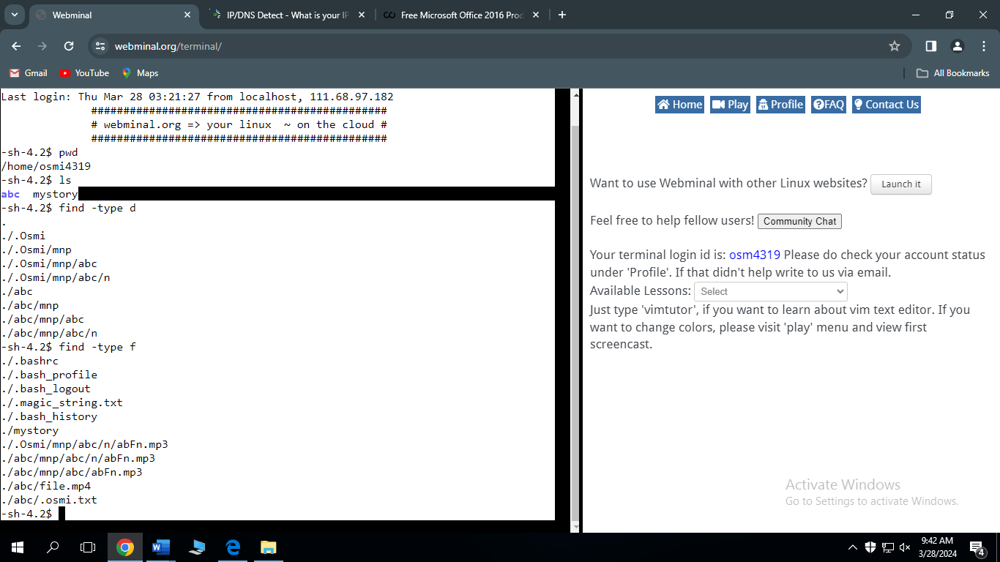 Webminal
IP/DNS Detect - What is your IP
Free Microsoft Office 2016 Prod
webminal.org/terminal/
Gmail
YouTube
Maps
All Bookmarks
Last login: Thu Mar 28 03:21:27 from localhost, 111.68.97.182
##############################################
# webminal.org => your linux  ~ on the cloud #
##############################################
-sh-4.2$ pwd
/home/osmi4319
-sh-4.2$ ls
abc  mystory
-sh-4.2$ find -type d
.
./.Osmi
./.Osmi/mnp
./.Osmi/mnp/abc
./.Osmi/mnp/abc/n
./abc
./abc/mnp
./abc/mnp/abc
./abc/mnp/abc/n
-sh-4.2$ find -type f
./.bashrc
./.bash_profile
./.bash_logout
./.magic_string.txt
./.bash_history
./mystory
./.Osmi/mnp/abc/n/abFn.mp3
./abc/mnp/abc/n/abFn.mp3
./abc/mnp/abc/abFn.mp3
./abc/file.mp4
./abc/.osmi.txt
-sh-4.2$
Home
Play
Profile
FAQ
Contact Us
Want to use Webminal with other Linux websites? Launch it
Feel free to help fellow users! Community Chat
Your terminal login id is: osm4319 Please do check your account status
under 'Profile'. If that didn't help write to us via email.
Available Lessons: Select
Just type 'vimtutor', if you want to learn about vim text editor. If you
want to change colors, please visit 'play' menu and view first
screencast.
Activate Windows
Go to Settings to activate Windows.
9:42 AM
3/28/2024
4